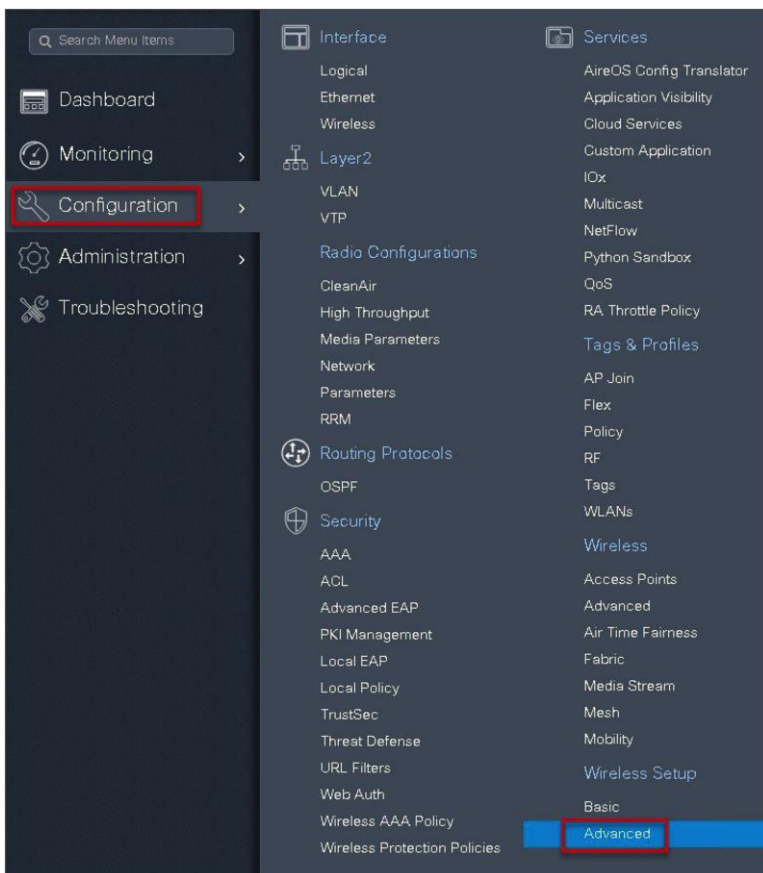 Search Menu Items
Dashboard
Monitoring
Configuration
Administration
Troubleshooting
Interface
Logical
Ethernet
Wireless
Layer2
VLAN
VTP
Radio Configurations
CleanAir
High Throughput
Media Parameters
Network
Parameters
RRM
Routing Protocols
OSPF
Security
AAA
ACL
Advanced EAP
PKI Management
Local EAP
Local Policy
TrustSec
Threat Defense
URL Filters
Web Auth
Wireless AAA Policy
Wireless Protection Policies
Services
AireOS Config Translator
Application Visibility
Cloud Services
Custom Application
IOx
Multicast
NetFlow
Python Sandbox
QoS
RA Throttle Policy
Tags & Profiles
AP Join
Flex
Policy
RF
Tags
WLANs
Wireless
Access Points
Advanced
Air Time Fairness
Fabric
Media Stream
Mesh
Mobility
Wireless Setup
Basic
Advanced